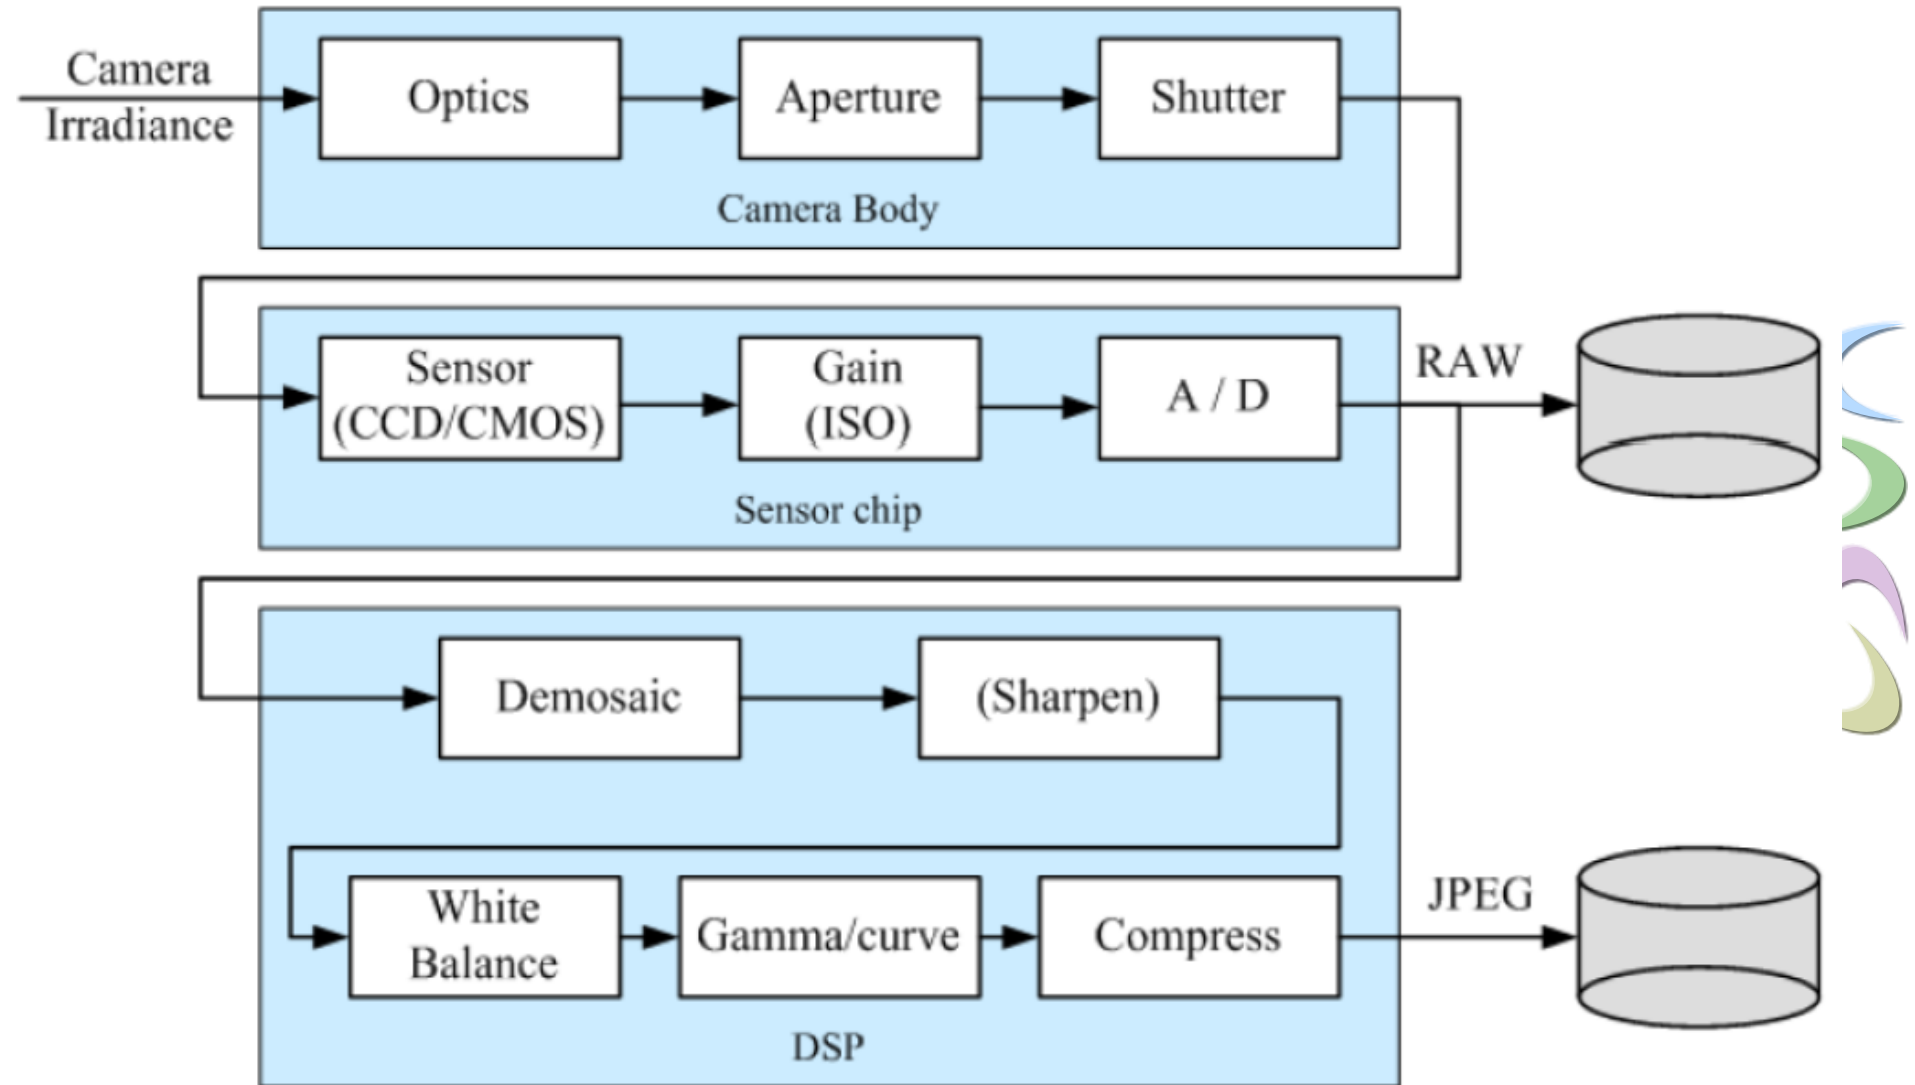 Camera
Irradiance
Optics
Aperture
Shutter
Camera Body
Sensor
(CCD/CMOS)
Gain
(ISO)
A / D
RAW
Sensor chip
Demosaic
(Sharpen)
White
Balance
Gamma/curve
Compress
JPEG
DSP